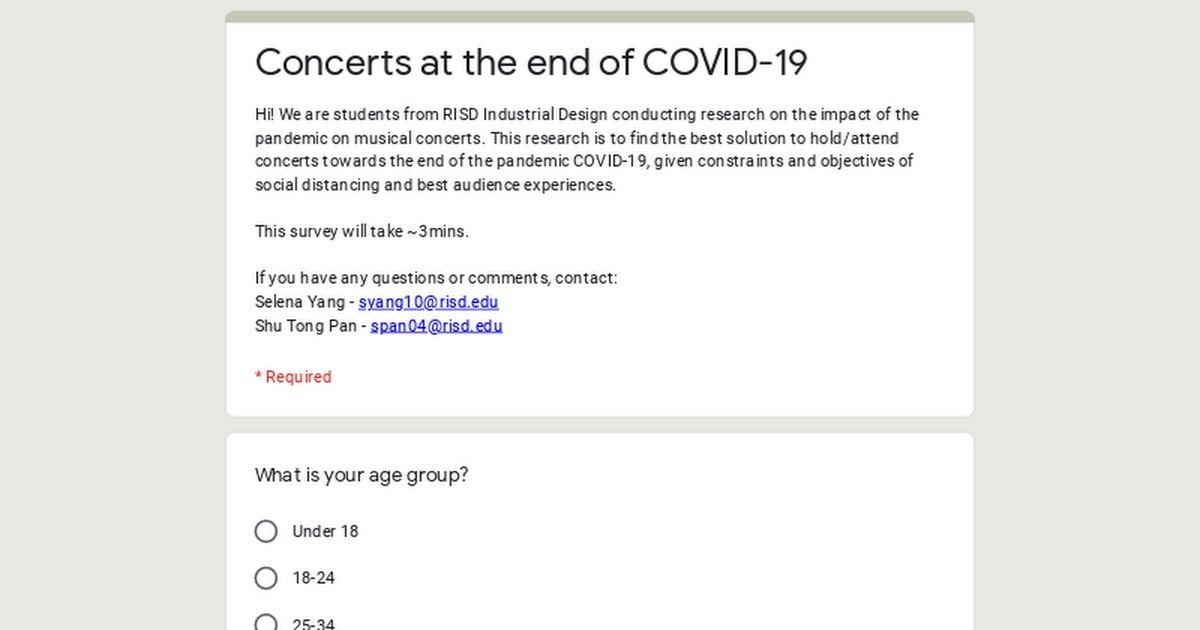 Concerts at the end of COVID-19
Hi! We are students from RISD Industrial Design conducting research on the impact of the
pandemic on musical concerts. This research is to find the best solution to hold/attend
concerts towards the end of the pandemic COVID-19, given constraints and objectives of
social distancing and best audience experiences.
This survey will take ~3mins.
If you have any questions or comments, contact:
Selena Yang - syang10@risd.edu
Shu Tong Pan - span04@risd.edu
* Required
What is your age group?
Under 18
18-24
25-34